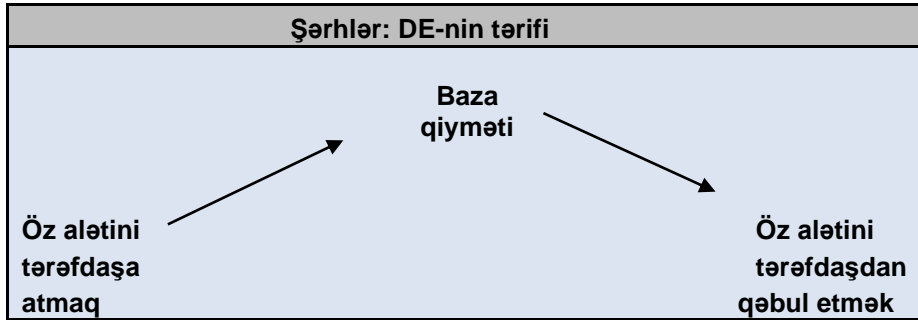 Şərhlər: DE-nin tərifi
Baza
qiyməti
Öz alətini
tərəfdaşa
atmaq
Öz alətini
tərəfdaşdan
qəbul etmək